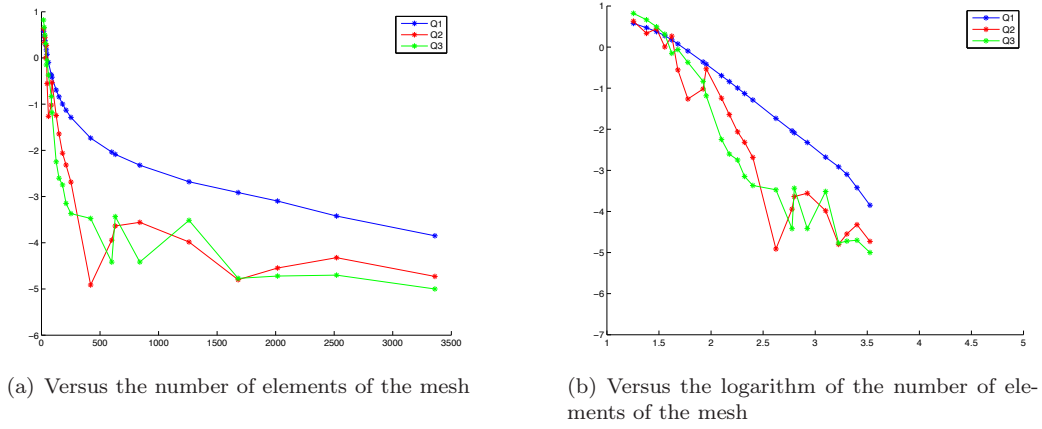 1
0
−1
−2
−3
−4
−5
−6
0 500 1000 1500 2000 2500 3000 3500
Q1
Q2
Q3
(a) Versus the number of elements of the mesh
1
0
−1
−2
−3
−4
−5
−6
−7
1 1.5 2 2.5 3 3.5 4 4.5 5
Q1
Q2
Q3
(b) Versus the logarithm of the number of ele-
ments of the mesh